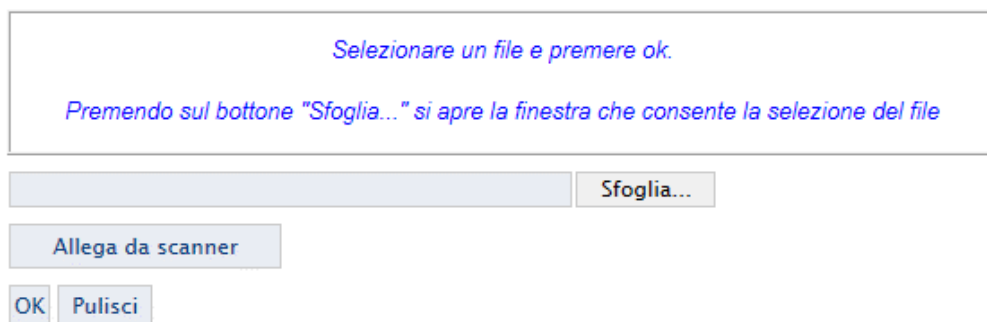 Selezionare un file e premere ok.
Premendo sul bottone "Sfoglia..." si apre la finestra che consente la selezione del file
Sfoglia...
Allega da scanner
OK Pulisci